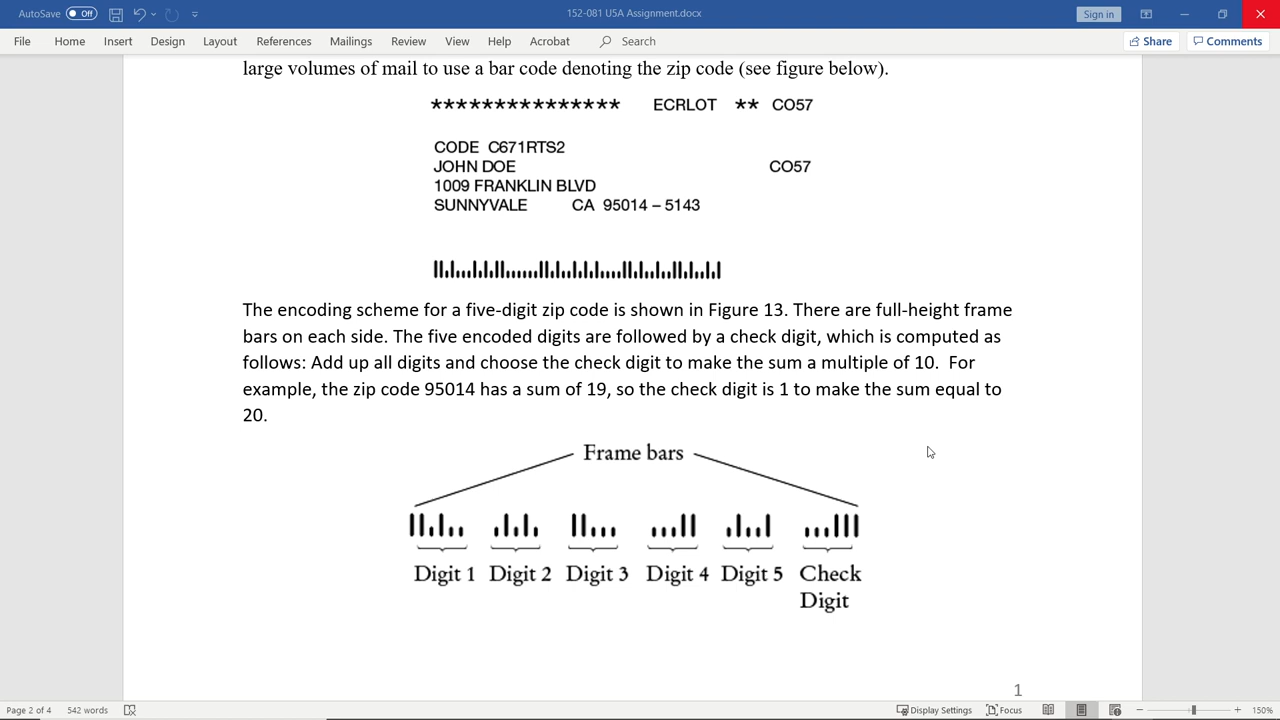 AutoSave Off 152-081 U5A Assignment.docx Sign in
File Home Insert Design Layout References Mailings Review View Help Acrobat Search Share Comments
large volumes of mail to use a bar code denoting the zip code (see figure below).
*************** ECRLOT ** CO57
CODE C671RTS2
JOHN DOE CO57
1009 FRANKLIN BLVD
SUNNYVALE CA 95014 – 5143
The encoding scheme for a five-digit zip code is shown in Figure 13. There are full-height frame
bars on each side. The five encoded digits are followed by a check digit, which is computed as
follows: Add up all digits and choose the check digit to make the sum a multiple of 10. For
example, the zip code 95014 has a sum of 19, so the check digit is 1 to make the sum equal to
20.
Frame bars
Digit 1 Digit 2 Digit 3 Digit 4 Digit 5 Check
Digit
1
Page 2 of 4 542 words Display Settings Focus 150%